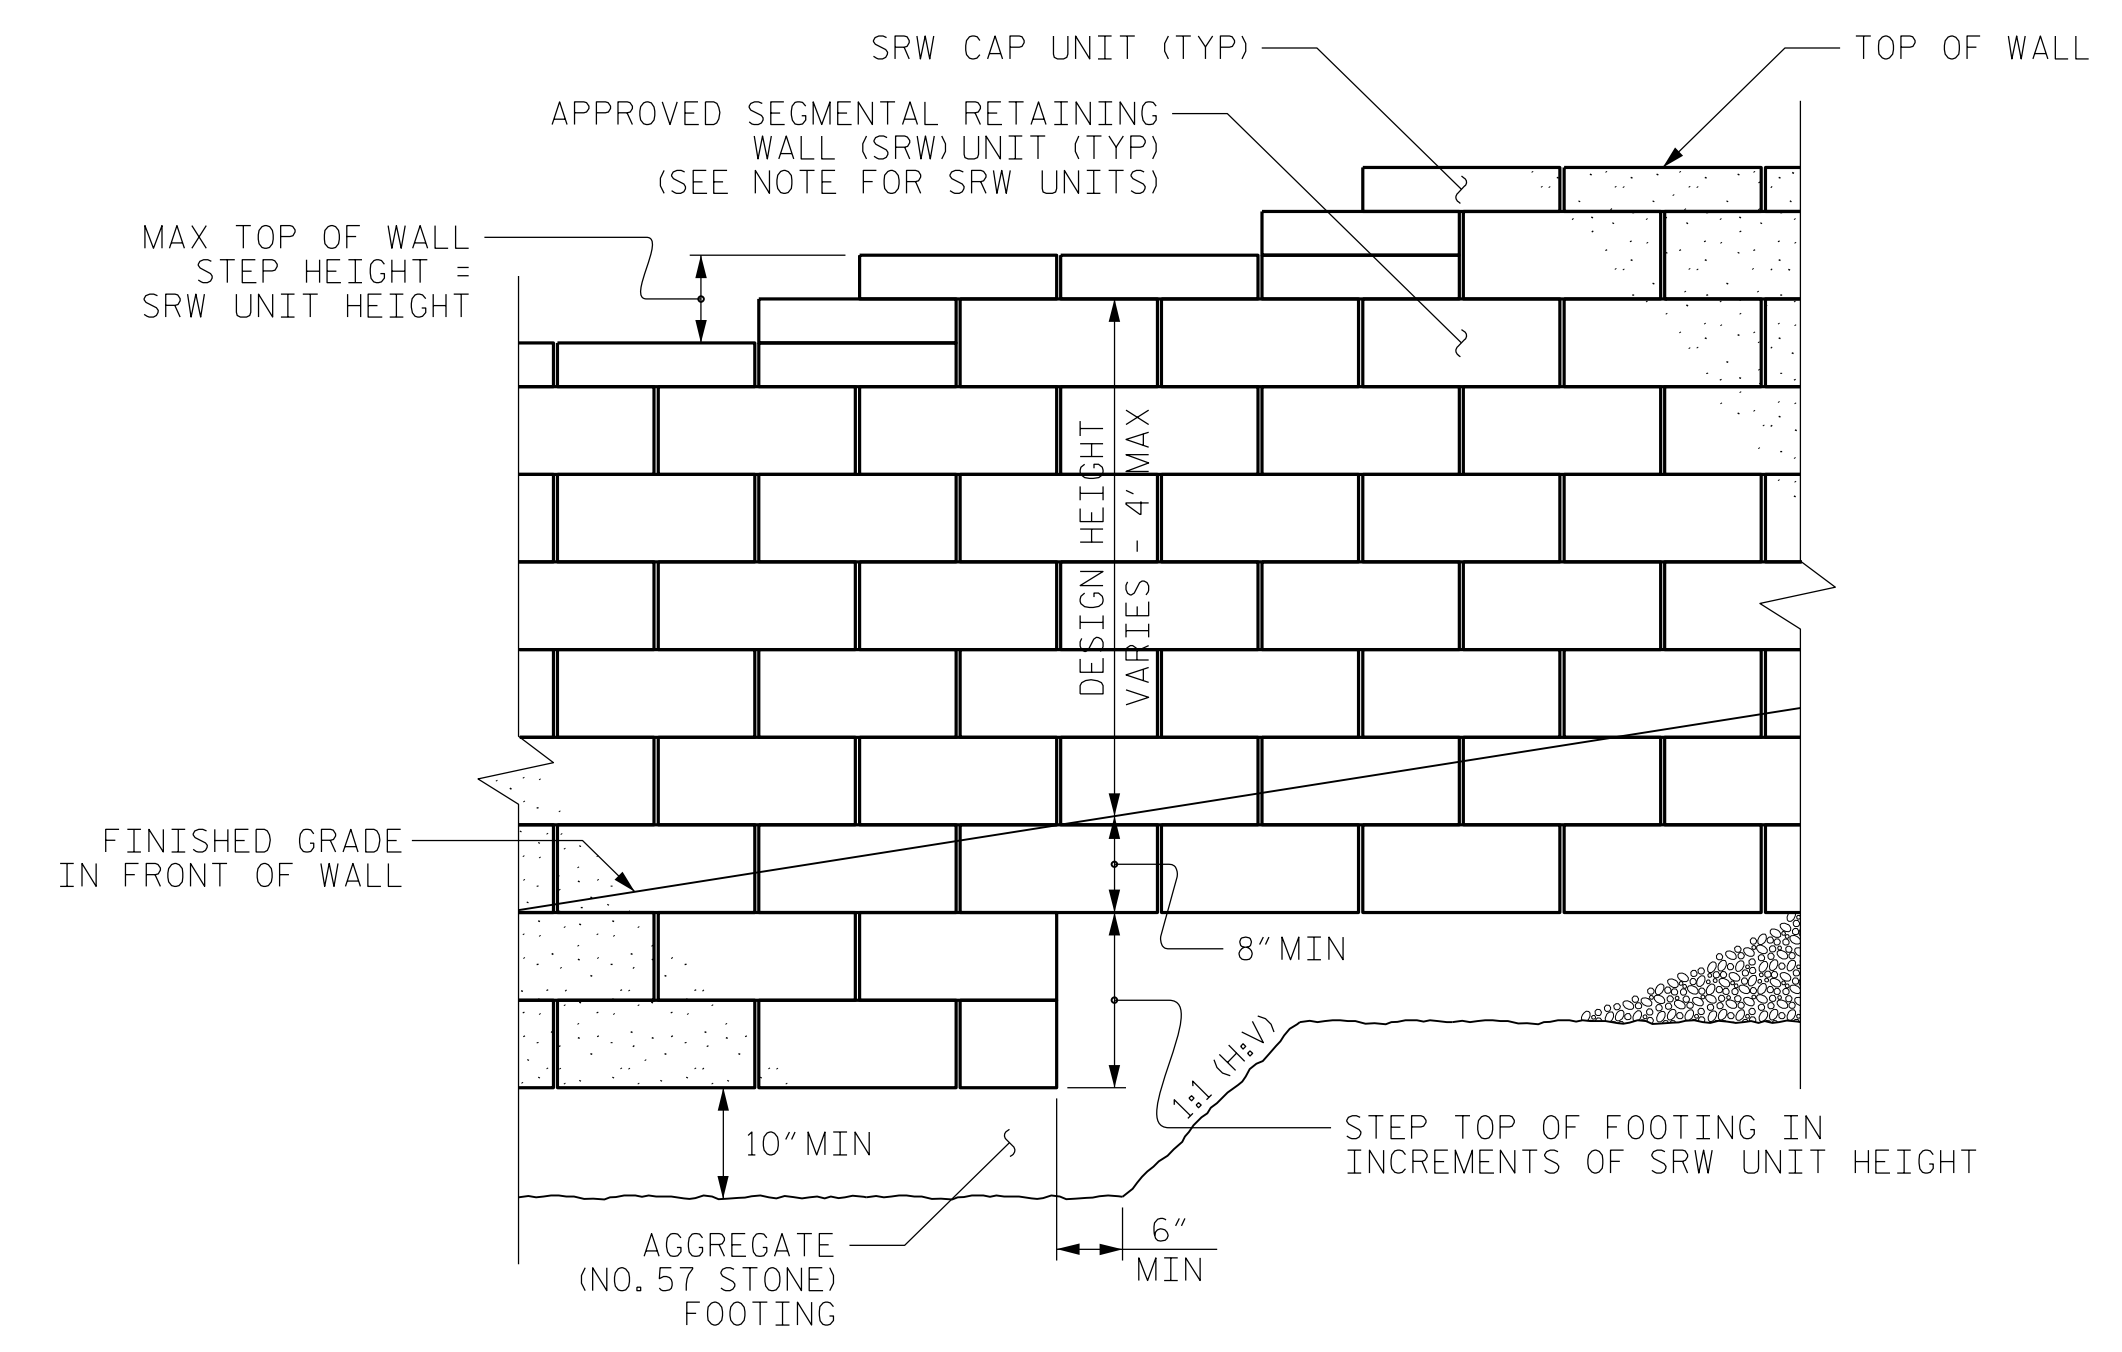 SRW CAP UNIT (TYP)
TOP OF WALL
APPROVED SEGMENTAL RETAINING
WALL (SRW) UNIT (TYP)
(SEE NOTE FOR SRW UNITS)
MAX TOP OF WALL
STEP HEIGHT =
SRW UNIT HEIGHT
DESIGN HEIGHT
VARIES - 4' MAX
FINISHED GRADE
IN FRONT OF WALL
8" MIN
1:1 (H:V)
STEP TOP OF FOOTING IN
INCREMENTS OF SRW UNIT HEIGHT
10" MIN
6"
MIN
AGGREGATE
(NO. 57 STONE)
FOOTING